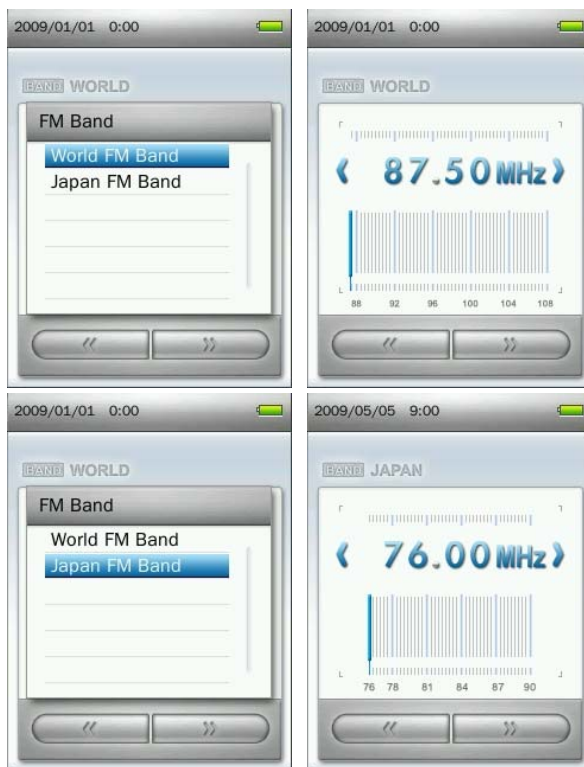 2009/01/01 0:00
BAND WORLD
FM Band
World FM Band
Japan FM Band
2009/01/01 0:00
BAND WORLD
87.50MHz
88 92 96 100 104 108
2009/01/01 0:00
BAND WORLD
FM Band
World FM Band
Japan FM Band
2009/05/05 9:00
BAND JAPAN
76.00MHz
76 78 81 84 87 90